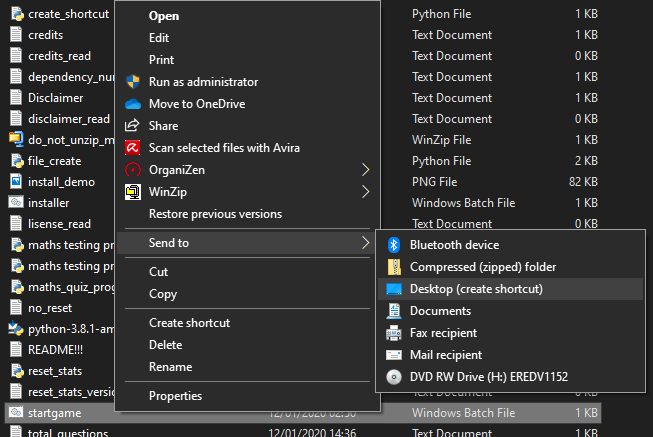 create_shortcut
Python File
1 KB
credits
Text Document
1 KB
credits_read
Text Document
0 KB
dependency_nu
Text Document
1 KB
Disclaimer
Text Document
1 KB
disclaimer_read
Text Document
0 KB
do_not_unzip_m
WinZip File
1 KB
file_create
Python File
2 KB
install_demo
PNG File
82 KB
installer
Windows Batch File
1 KB
lisense_read
Text Document
0 KB
maths testing pr
maths testing pr
maths_quiz_prog
no_reset
python-3.8.1-am
README!!!
reset_stats
reset_stats_versio
startgame
12/01/2020 02:50
Windows Batch File
1 KB
total_questions
12/01/2020 14:36
Text Document
1 KB
Open
Edit
Print
Run as administrator
Move to OneDrive
Share
Scan selected files with Avira
OrganiZen
WinZip
Restore previous versions
Send to
Cut
Copy
Create shortcut
Delete
Rename
Properties
Bluetooth device
Compressed (zipped) folder
Desktop (create shortcut)
Documents
Fax recipient
Mail recipient
DVD RW Drive (H:) EREDV1152